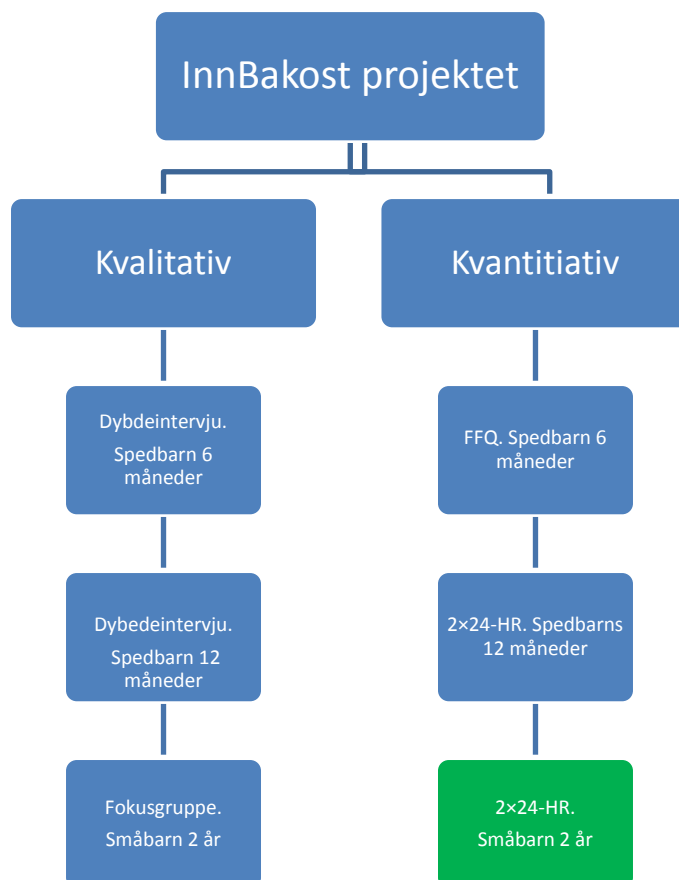 InnBakost projektet
Kvalitativ
Kvantitiativ
Dybdeintervju.
Spedbarn 6
måneder
FFQ. Spedbarn 6
måneder
Dybedeintervju.
Spedbarn 12
måneder
2×24-HR. Spedbarns
12 måneder
Fokusgruppe.
Småbarn 2 år
2×24-HR.
Småbarn 2 år